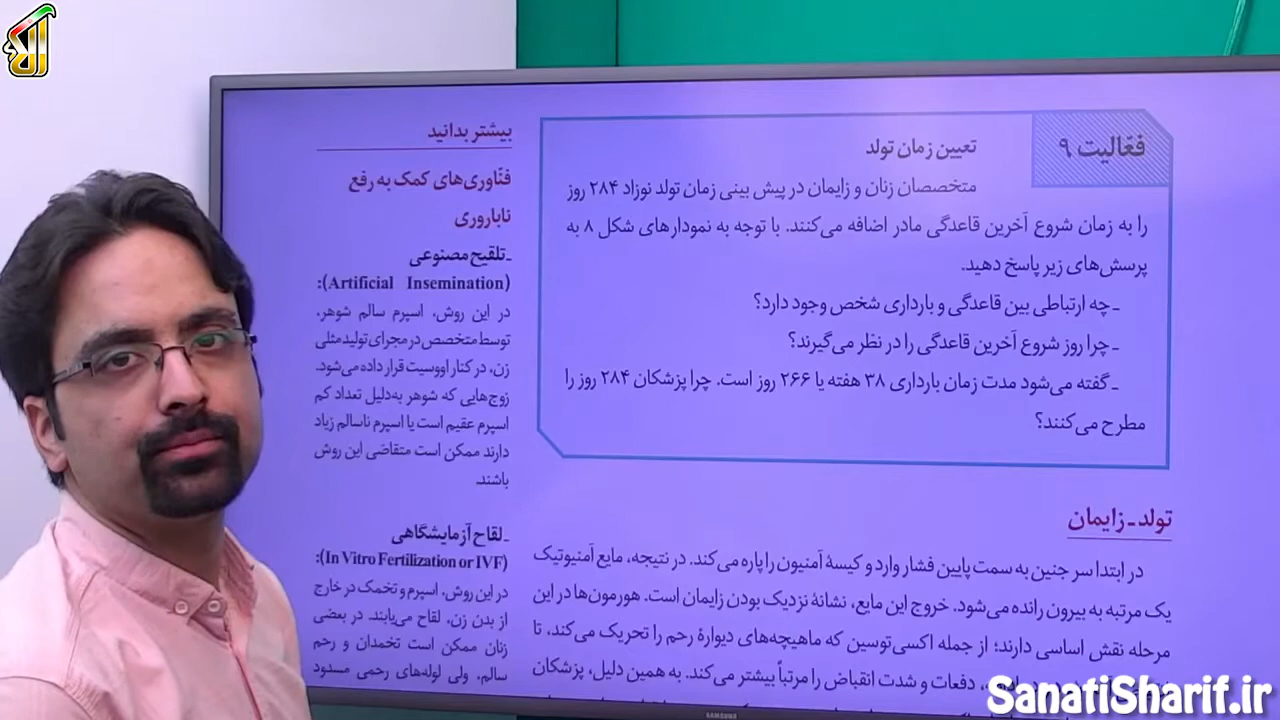 فعّالیت ۹
تعیین زمان تولد
متخصصان زنان و زایمان در پیش بینی زمان تولد نوزاد ۲۸۴ روز
را به زمان شروع آخرین قاعدگی مادر اضافه می‌کنند. با توجه به نمودارهای شکل ۸ به
پرسش‌های زیر پاسخ دهید.
ـ چه ارتباطی بین قاعدگی و بارداری شخص وجود دارد؟
ـ چرا روز شروع آخرین قاعدگی را در نظر می‌گیرند؟
ـ گفته می‌شود مدت زمان بارداری ۳۸ هفته یا ۲۶۶ روز است. چرا پزشکان ۲۸۴ روز را
مطرح می‌کنند؟
تولد ـ زایمان
در ابتدا سر جنین به سمت پایین فشار وارد و کیسهٔ آمنیون را پاره می‌کند. در نتیجه، مایع آمنیوتیک
یک مرتبه به بیرون رانده می‌شود. خروج این مایع، نشانهٔ نزدیک بودن زایمان است. هورمون‌ها در این
مرحله نقش اساسی دارند؛ از جمله اکسی‌توسین که ماهیچه‌های دیوارهٔ رحم را تحریک می‌کند، تا
، دفعات و شدت انقباض را مرتباً بیشتر می‌کند. به همین دلیل، پزشکان
بیشتر بدانید
فنّاوری‌های کمک به رفع
ناباروری
ـ تلقیح مصنوعی
(Artificial Insemination):
در این روش، اسپرم سالم شوهر،
توسط متخصص در مجرای تولیدمثلی
زن، در کنار اووسیت قرار داده می‌شود.
زوج‌هایی که شوهر به‌دلیل تعداد کم
اسپرم عقیم است یا اسپرم ناسالم زیاد
دارند ممکن است متقاضی این روش
باشند.
ـ لقاح آزمایشگاهی
(In Vitro Fertilization or IVF):
در این روش، اسپرم و تخمک در خارج
از بدن زن، لقاح می‌یابند. در بعضی
زنان ممکن است تخمدان و رحم
سالم، ولی لوله‌های رحمی مسدود
SAMSUNG
SanatiSharif.ir